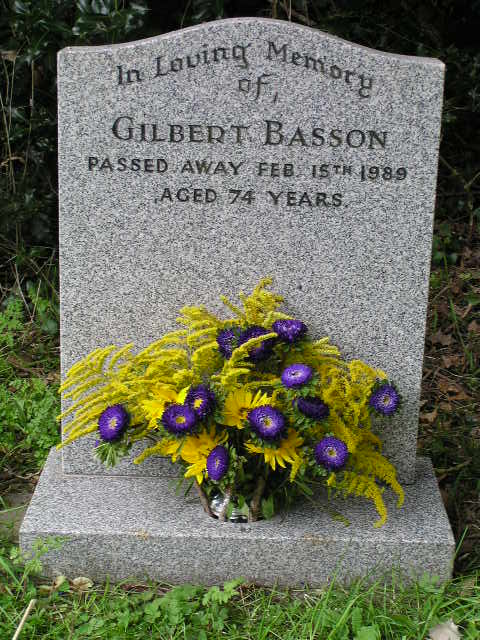 In Loving Memory
of,
GILBERT BASSON
PASSED AWAY FEB. 15TH 1989
AGED 74 YEARS.